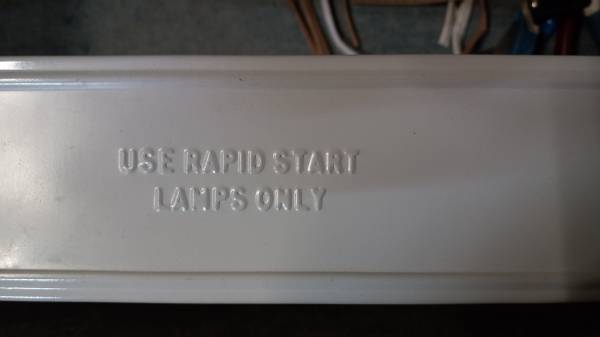 USE RAPID START
LAMPS ONLY